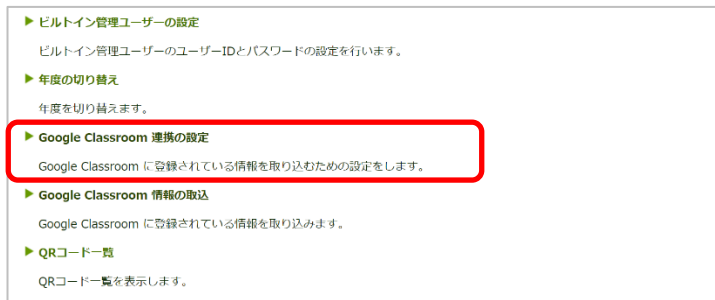 ▶ ビルトイン管理ユーザーの設定
ビルトイン管理ユーザーのユーザーIDとパスワードの設定を行います。
▶ 年度の切り替え
年度を切り替えます。
▶ Google Classroom 連携の設定
Google Classroom に登録されている情報を取り込むための設定をします。
▶ Google Classroom 情報の取込
Google Classroom に登録されている情報を取り込みます。
▶ QRコード一覧
QRコード一覧を表示します。